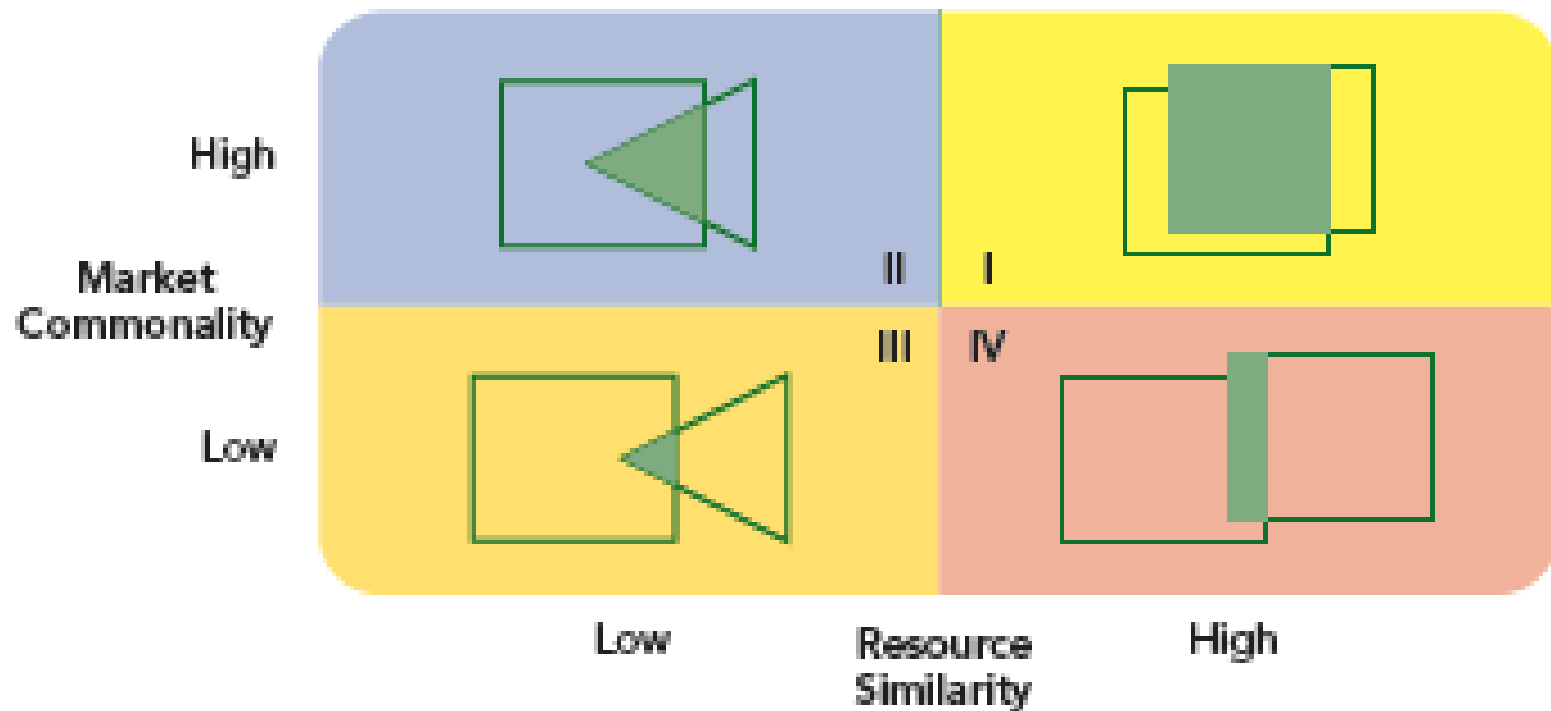 High
II
I
Market
Commonality
III
IV
Low
Low
High
Resource
Similarity